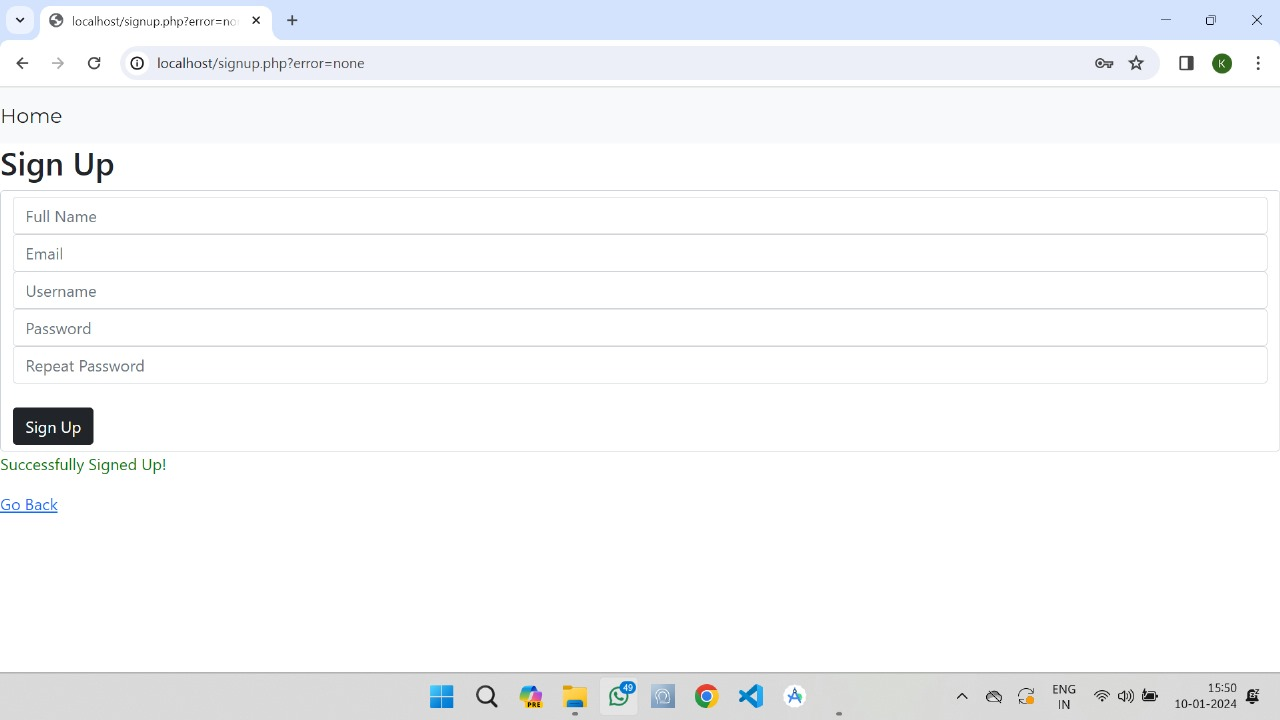 localhost/signup.php?error=no
localhost/signup.php?error=none
K
Home
Sign Up
Full Name
Email
Username
Password
Repeat Password
Sign Up
Successfully Signed Up!
Go Back
PRE
49
ENG
IN
15:50
10-01-2024